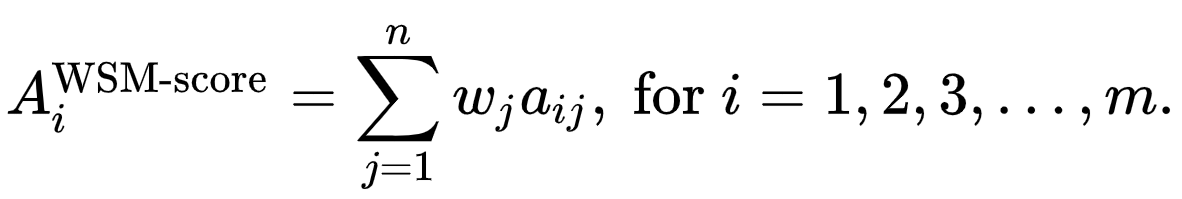 A_i^{WSM-score} = \sum_{j=1}^{n} w_j a_{ij}, for i = 1, 2, 3, . . . , m.